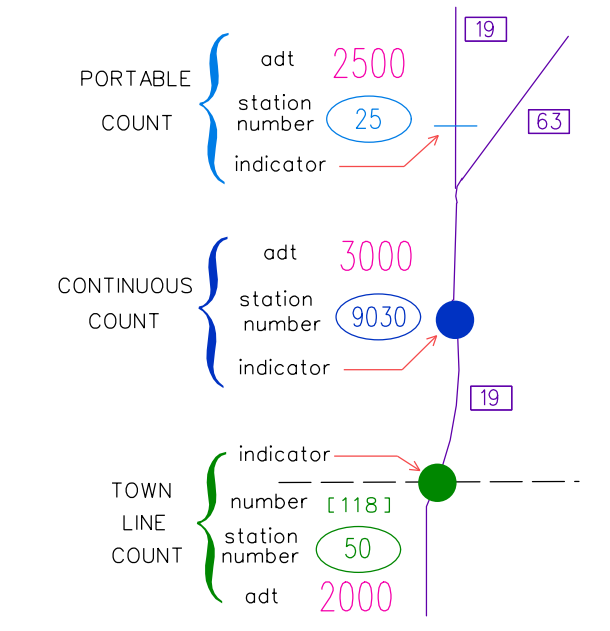 19
adt 2500
PORTABLE
COUNT
station
number
25
63
indicator
adt 3000
CONTINUOUS
COUNT
station
number
9030
indicator
19
indicator
TOWN
LINE
COUNT
number [118]
station
number
50
adt 2000